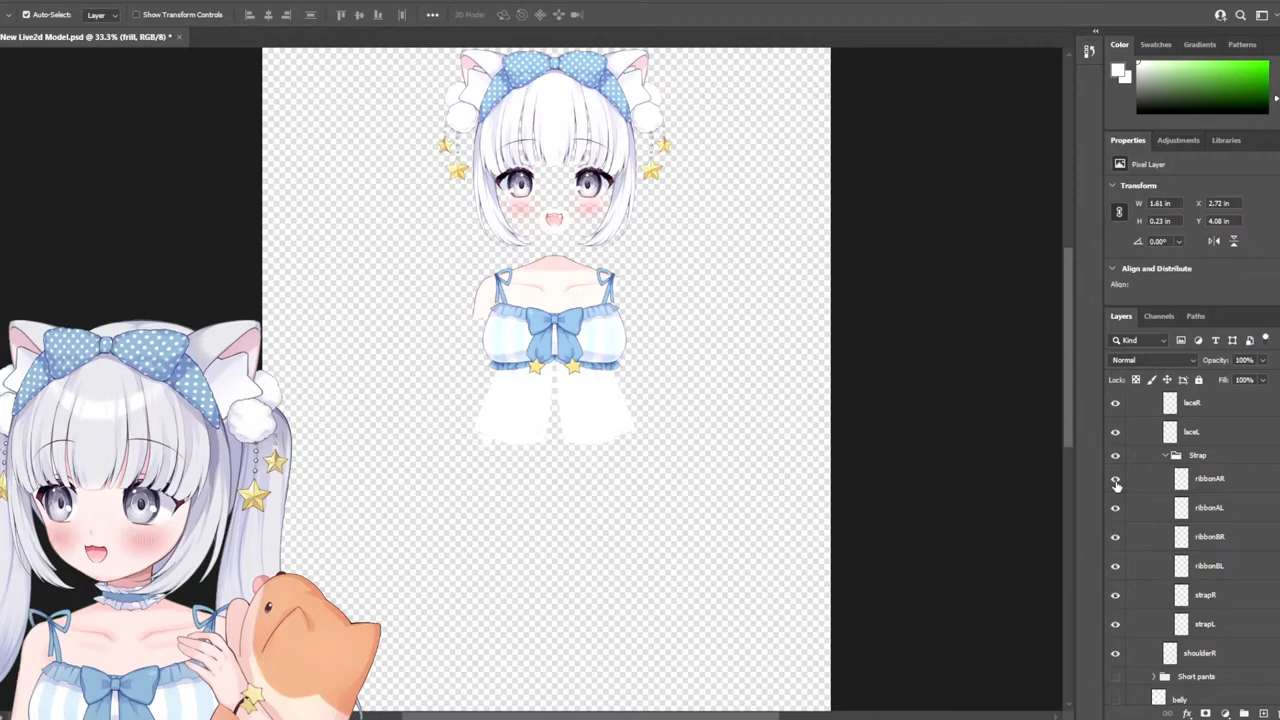 Auto-Select: Layer Show Transform Controls ••• 3D Mode:
New Live2d Model.psd @ 33.3% (frill, RGB/8) * ×
Color Swatches Gradients Patterns
Properties Adjustments Libraries
Pixel Layer
Transform
W 1.61 in X 2.72 in
H 0.23 in Y 4.08 in
0.00°
Align and Distribute
Align:
Layers Channels Paths
Kind
Normal Opacity: 100%
Lock: Fill: 100%
laceR
laceL
Strap
ribbonAR
ribbonAL
ribbonBR
ribbonBL
strapR
strapL
shoulderR
Short pants
belly
fx